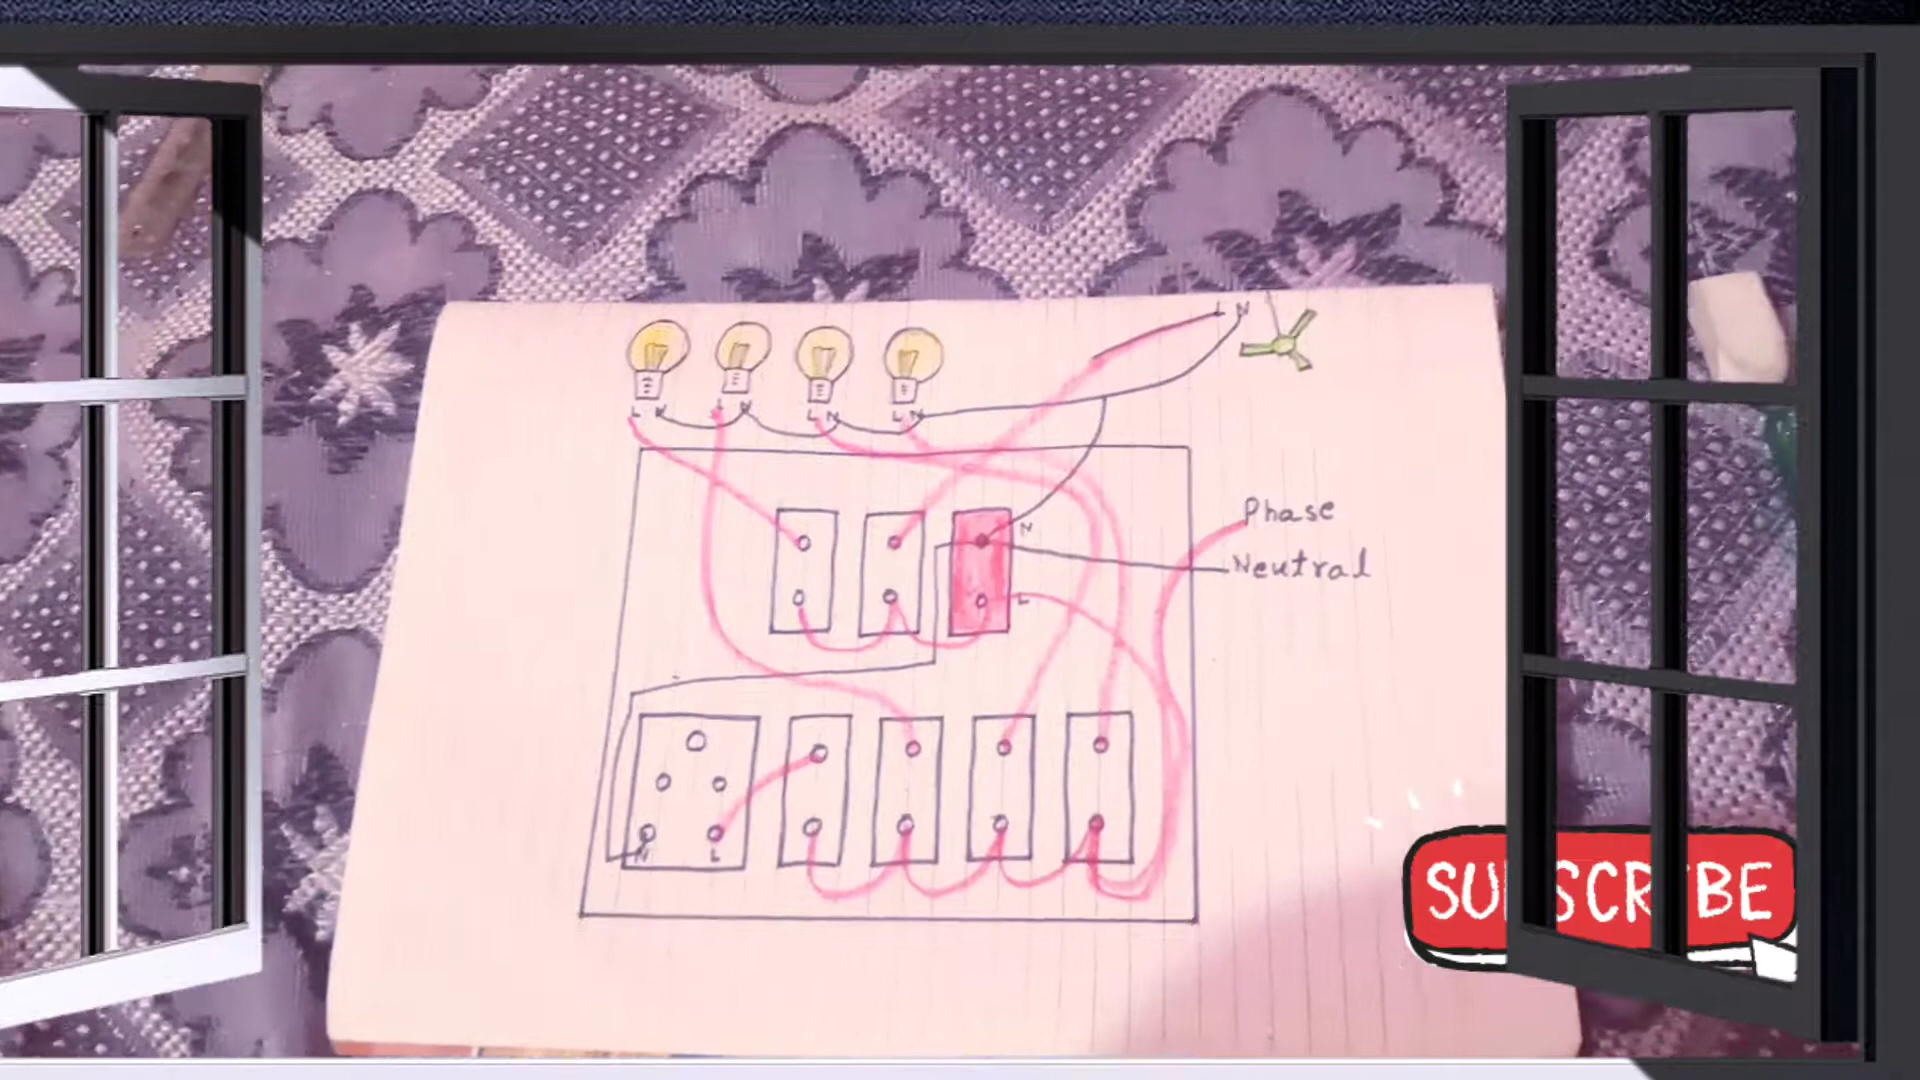 L N
L N L N L N L N
N
Phase
Neutral
L
N L
SUBSCRIBE